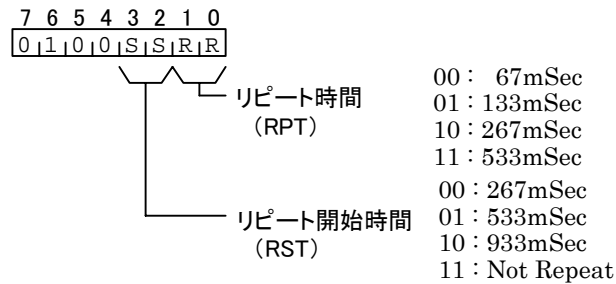 7 6 5 4 3 2 1 0
0 1 0 0 S S R R
リピート時間
(RPT)
00 : 67mSec
01 : 133mSec
10 : 267mSec
11 : 533mSec
リピート開始時間
(RST)
00 : 267mSec
01 : 533mSec
10 : 933mSec
11 : Not Repeat